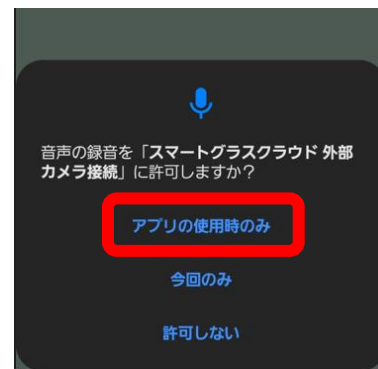 音声の録音を「スマートグラスクラウド 外部
カメラ接続」に許可しますか？
アプリの使用時のみ
今回のみ
許可しない